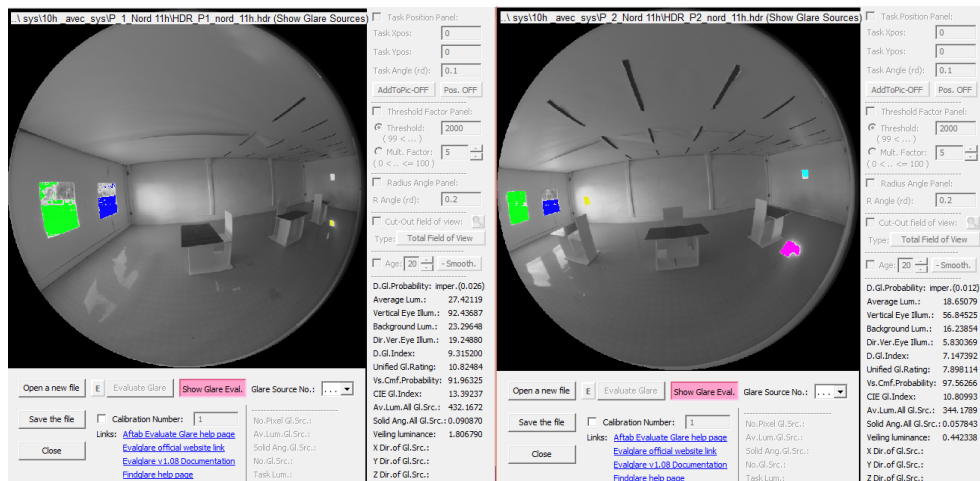 ..\ sys\10h _avec_sys\P_1_Nord 11h\HDR_P1_nord_11h.hdr (Show Glare Sources)
Task Position Panel:
Task Xpos: 0
Task Ypos: 0
Task Angle (rd): 0.1
AddToPic-OFF Pos. OFF
Threshold Factor Panel:
Threshold: 2000
( 99 < ... )
Mult. Factor: 5
( 0 < .. <= 100 )
Radius Angle Panel:
R Angle (rd): 0.2
Cut-Out field of view:
Type: Total Field of View
Age: 20 - Smooth.
D.Gl.Probability: imper.(0.026)
Average Lum.: 27.42119
Vertical Eye Illum.: 92.43687
Background Lum.: 23.29648
Dir.Ver.Eye Illum.: 19.24880
D.Gl.Index: 9.315200
Unified Gl.Rating: 10.82484
Vs.Cmf.Probability: 91.96325
CIE Gl.Index: 13.39237
Av.Lum.All Gl.Src.: 432.1672
Solid Ang.All Gl.Src.: 0.090870
Veiling luminance: 1.806790
X Dir.of Gl.Src.:
Y Dir.of Gl.Src.:
Z Dir.of Gl.Src.:
Open a new file E Evaluate Glare Show Glare Eval. Glare Source No.: ...
Save the file Calibration Number: 1
Links: Aftab Evaluate Glare help page
Evalglare official website link
Close
Evalglare v1.08 Documentation
Findglare help page
No.Pixel Gl.Src.:
Av.Lum.Gl.Src.:
Solid Ang.Gl.Src.:
No.Gl.Src.:
Task Lum.:
..\ sys\10h _avec_sys\P_2_Nord 11h\HDR_P2_nord_11h.hdr (Show Glare Sources)
Task Position Panel:
Task Xpos: 0
Task Ypos: 0
Task Angle (rd): 0.1
AddToPic-OFF Pos. OFF
Threshold Factor Panel:
Threshold: 2000
( 99 < ... )
Mult. Factor: 5
( 0 < .. <= 100 )
Radius Angle Panel:
R Angle (rd): 0.2
Cut-Out field of view:
Type: Total Field of View
Age: 20 - Smooth.
D.Gl.Probability: imper.(0.012)
Average Lum.: 18.65079
Vertical Eye Illum.: 56.84525
Background Lum.: 16.23854
Dir.Ver.Eye Illum.: 5.830369
D.Gl.Index: 7.147392
Unified Gl.Rating: 7.898114
Vs.Cmf.Probability: 97.56266
CIE Gl.Index: 10.80993
Av.Lum.All Gl.Src.: 344.1789
Solid Ang.All Gl.Src.: 0.057843
Veiling luminance: 0.442338
X Dir.of Gl.Src.:
Y Dir.of Gl.Src.:
Z Dir.of Gl.Src.:
Open a new file E Evaluate Glare Show Glare Eval. Glare Source No.: ...
Save the file Calibration Number: 1
Links: Aftab Evaluate Glare help page
Evalglare official website link
Close
Evalglare v1.08 Documentation
Findglare help page
No.Pixel Gl.Src.:
Av.Lum.Gl.Src.:
Solid Ang.Gl.Src.:
No.Gl.Src.:
Task Lum.: